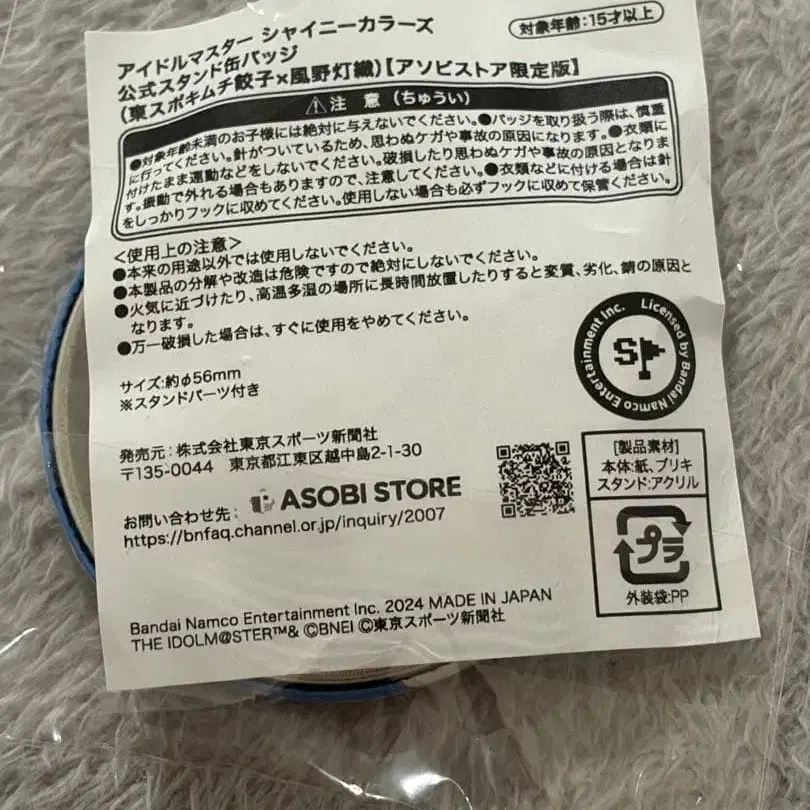 アイドルマスター シャイニーカラーズ
公式スタンド缶バッジ
(東スポキムチ餃子×風野灯織)【アソビストア限定版】
対象年齢:15才以上
⚠注 意 (ちゅうい)
●対象年齢未満のお子様には絶対に与えないでください。●バッジを取り扱う際は、慎重
に行ってください。針がついているため、思わぬケガや事故の原因になります。●衣類に
付けたまま運動などをしないでください。破損したり思わぬケガや事故の原因となりま
す。振動で外れる場合もありますので、注意してください。●衣類などに付ける場合は針
をしっかりフックに収めてください。使用しない場合も必ずフックに収めて保管ください。
<使用上の注意>
●本来の用途以外では使用しないでください。
●本製品の分解や改造は危険ですので絶対にしないでください。
●火気に近づけたり、高温多湿の場所に長時間放置したりすると変質、劣化、錆の原因と
なります。
●万一破損した場合は、すぐに使用をやめてください。
サイズ:約φ56mm
※スタンドパーツ付き
Licensed by Bandai Namco Entertainment Inc.
S
発売元:株式会社東京スポーツ新聞社
〒135-0044 東京都江東区越中島2-1-30
お問い合わせ先: ASOBI STORE
https://bnfaq.channel.or.jp/inquiry/2007
[製品素材]
本体:紙、ブリキ
スタンド:アクリル
プラ
外装袋:PP
Bandai Namco Entertainment Inc. 2024 MADE IN JAPAN
THE IDOLM@STER™& ©BNEI ©東京スポーツ新聞社